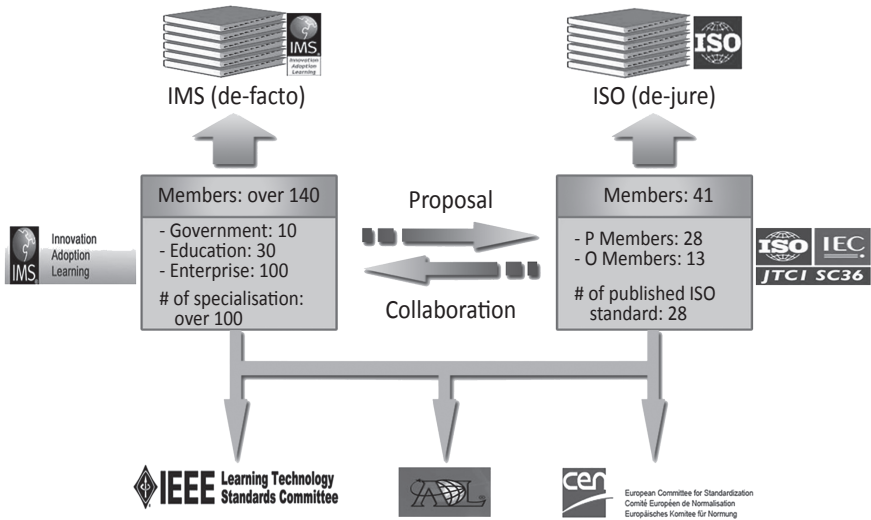 IMS
Innovation
Adoption
Learning
ISO
IMS (de-facto)
ISO (de-jure)
Members: over 140
- Government: 10
- Education: 30
- Enterprise: 100
# of specialisation:
over 100
Proposal
Collaboration
Members: 41
- P Members: 28
- O Members: 13
# of published ISO
standard: 28
IMS
Innovation
Adoption
Learning
ISO IEC
JTC1 SC36
IEEE Learning Technology
Standards Committee
ADL
cen
European Committee for Standardization
Comité Européen de Normalisation
Europäisches Komitee für Normung